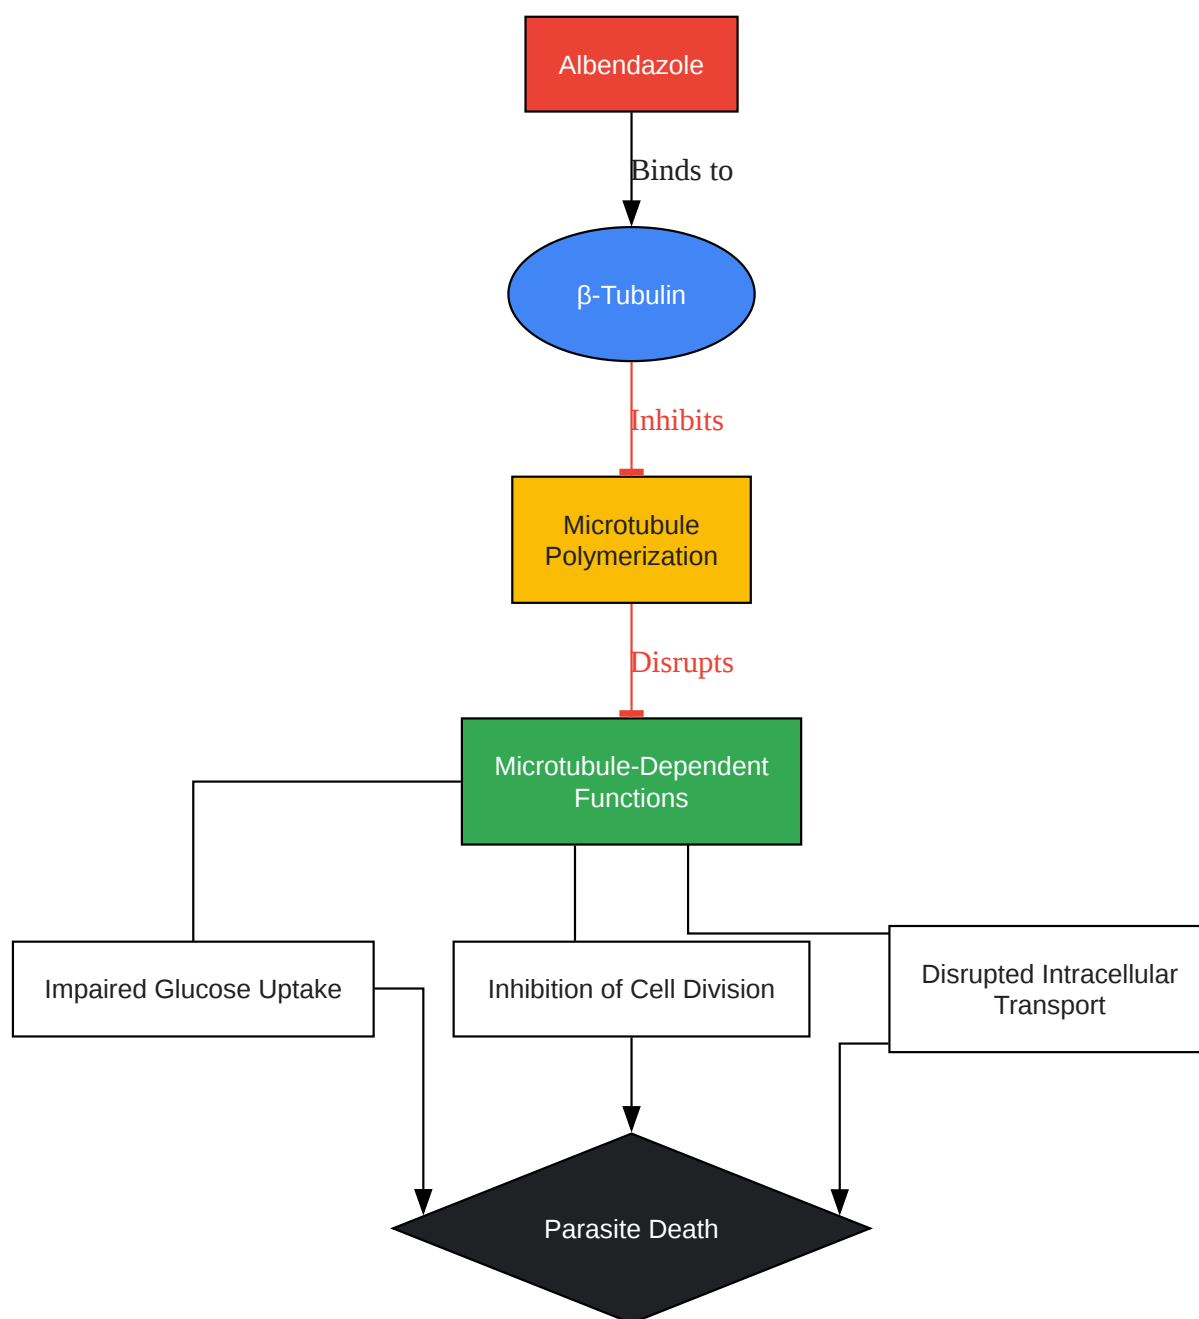 Albendazole
Binds to
β-Tubulin
Inhibits
Microtubule
Polymerization
Disrupts
Microtubule-Dependent
Functions
Impaired Glucose Uptake
Inhibition of Cell Division
Disrupted Intracellular
Transport
Parasite Death